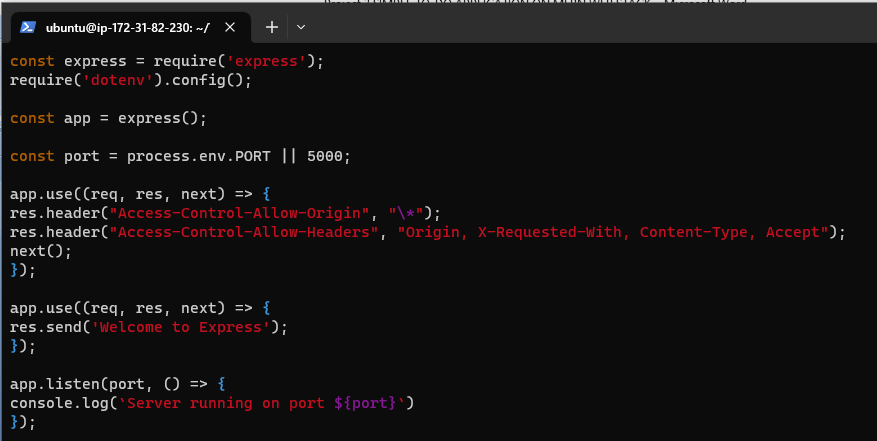 ubuntu@ip-172-31-82-230: ~/
const express = require('express');
require('dotenv').config();
const app = express();
const port = process.env.PORT || 5000;
app.use((req, res, next) => {
res.header("Access-Control-Allow-Origin", "\*");
res.header("Access-Control-Allow-Headers", "Origin, X-Requested-With, Content-Type, Accept");
next();
});
app.use((req, res, next) => {
res.send('Welcome to Express');
});
app.listen(port, () => {
console.log(`Server running on port ${port}`)
});